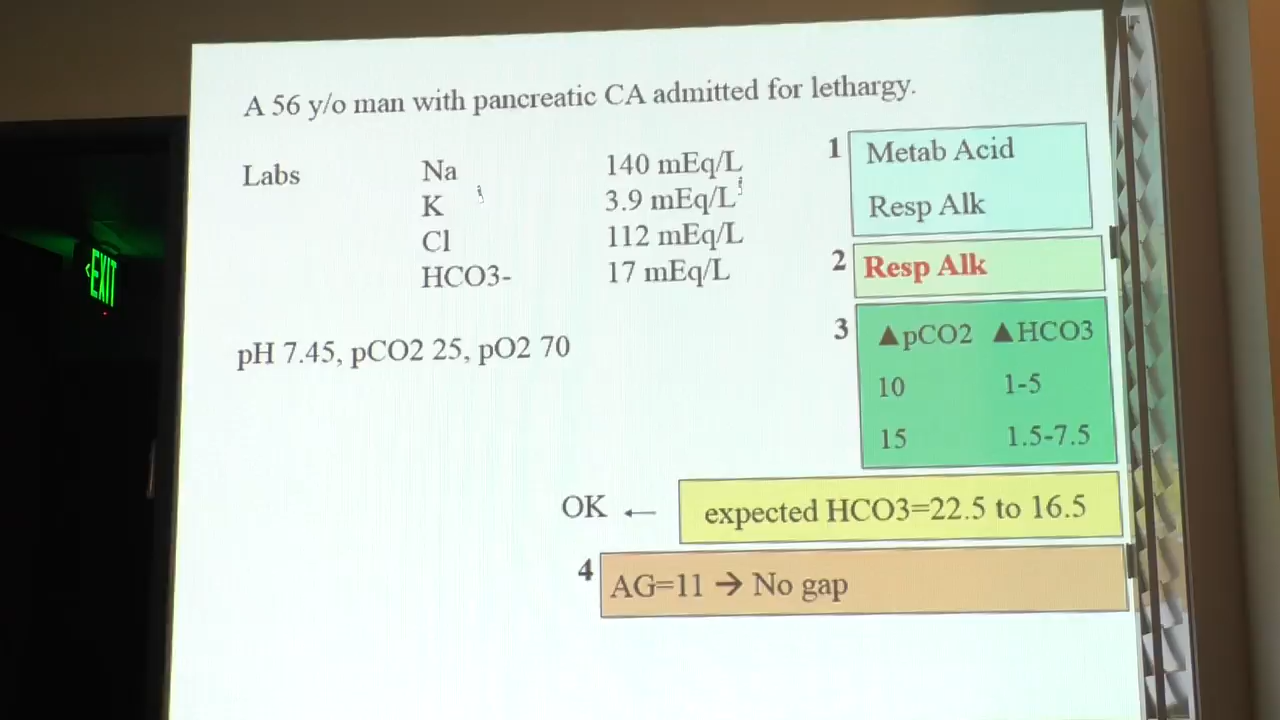 A 56 y/o man with pancreatic CA admitted for lethargy.
Labs Na 140 mEq/L
K 3.9 mEq/L
Cl 112 mEq/L
HCO3- 17 mEq/L
pH 7.45, pCO2 25, pO2 70
1 Metab Acid
Resp Alk
2 Resp Alk
3 ▲pCO2 ▲HCO3
10 1-5
15 1.5-7.5
OK ← expected HCO3=22.5 to 16.5
4 AG=11 → No gap
<EXIT